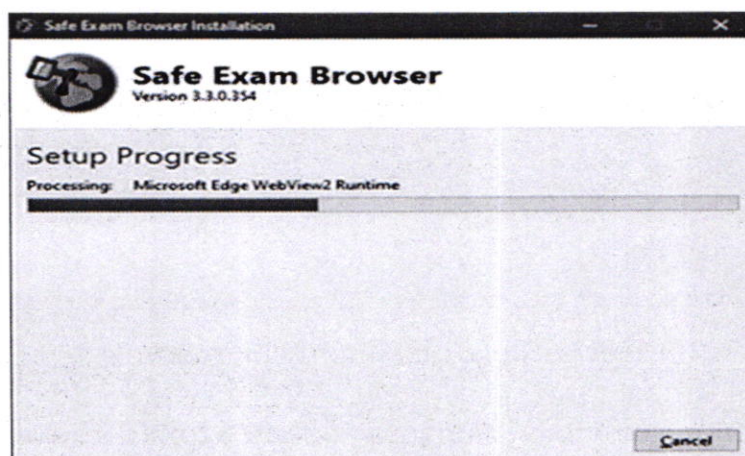 Safe Exam Browser Installation
Safe Exam Browser
Version 3.3.0.354
Setup Progress
Processing: Microsoft Edge WebView2 Runtime
Cancel